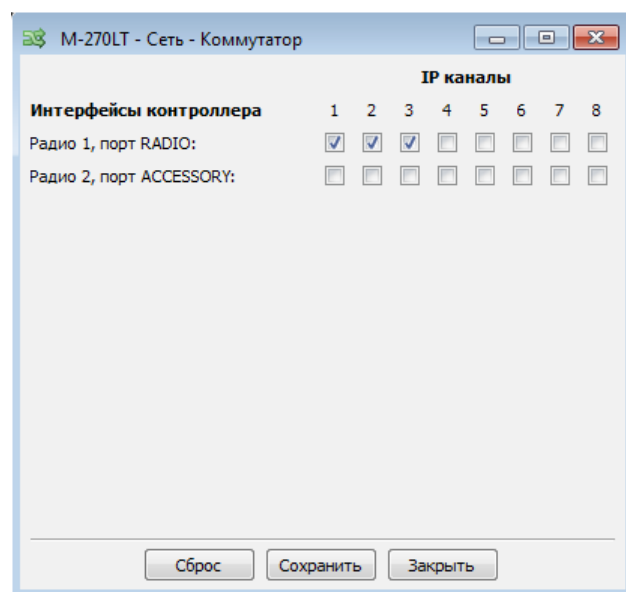 M-270LT - Сеть - Коммутатор
IP каналы
Интерфейсы контроллера 1 2 3 4 5 6 7 8
Радио 1, порт RADIO:
Радио 2, порт ACCESSORY:
Сброс Сохранить Закрыть